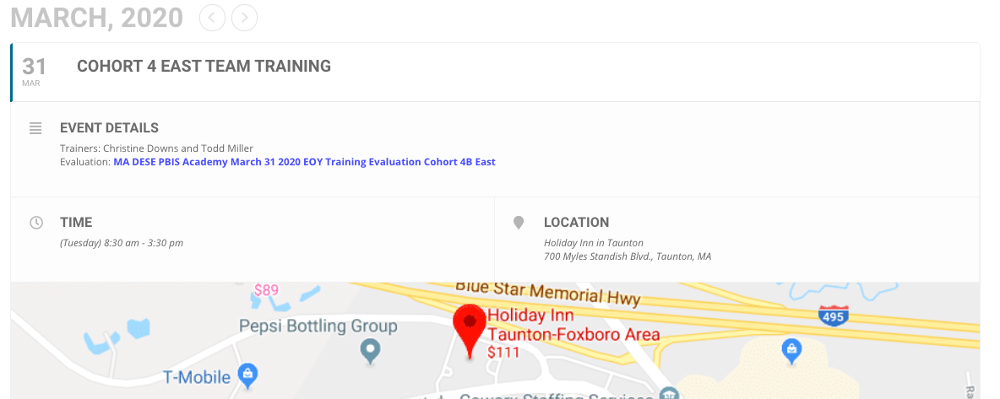 MARCH, 2020
31
MAR
COHORT 4 EAST TEAM TRAINING
EVENT DETAILS
Trainers: Christine Downs and Todd Miller
Evaluation: MA DESE PBIS Academy March 31 2020 EOY Training Evaluation Cohort 4B East
TIME
(Tuesday) 8:30 am - 3:30 pm
LOCATION
Holiday Inn in Taunton
700 Myles Standish Blvd., Taunton, MA
$89
Blue Star Memorial Hwy
Pepsi Bottling Group
Holiday Inn
Taunton-Foxboro Area
$111
495
T-Mobile
Staffing Services